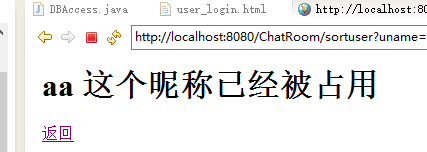 DBAccess.java user_login.html http://localhost:80
http://localhost:8080/ChatRoom/sortuser?uname=
aa 这个昵称已经被占用
返回